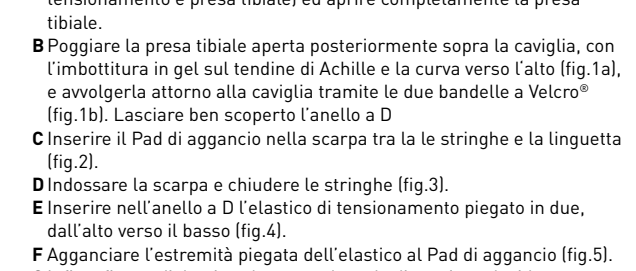 tensionamento e presa tibiale) ed aprire completamente la presa
tibiale.
B Poggiare la presa tibiale aperta posteriormente sopra la caviglia, con
l'imbottitura in gel sul tendine di Achille e la curva verso l'alto (fig.1a),
e avvolgerla attorno alla caviglia tramite le due bandelle a Velcro®
(fig.1b). Lasciare ben scoperto l'anello a D
C Inserire il Pad di aggancio nella scarpa tra la le stringhe e la linguetta
(fig.2).
D Indossare la scarpa e chiudere le stringhe (fig.3).
E Inserire nell'anello a D l'elastico di tensionamento piegato in due,
dall'alto verso il basso (fig.4).
F Agganciare l'estremità piegata dell'elastico al Pad di aggancio (fig.5).